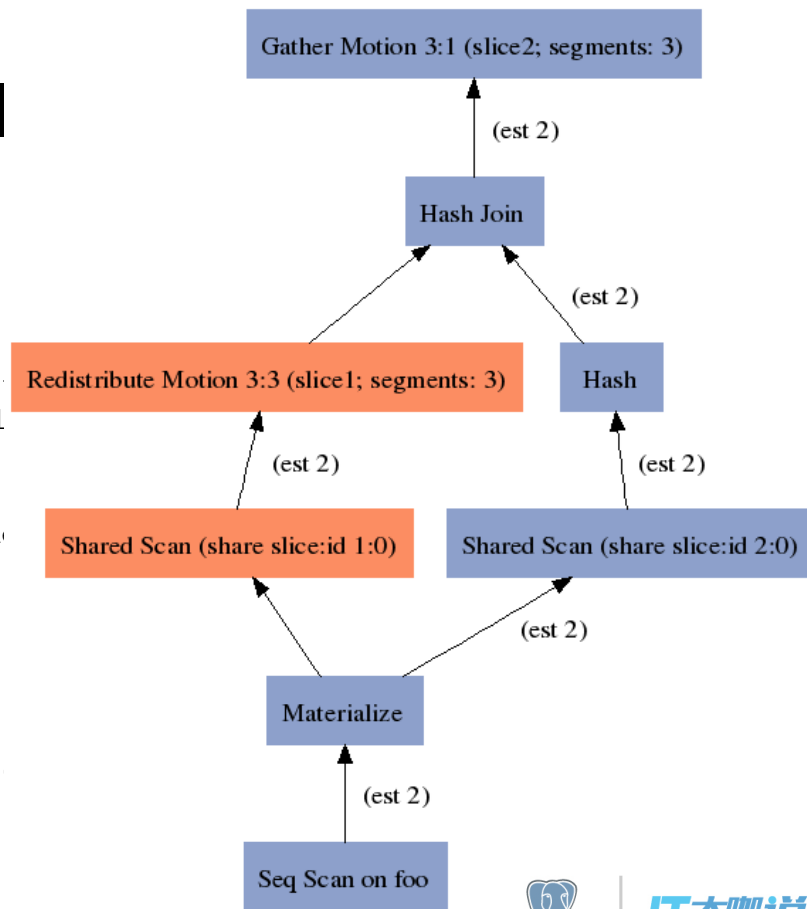 Gather Motion 3:1 (slice2; segments: 3)
(est 2)
Hash Join
(est 2)
Redistribute Motion 3:3 (slice1; segments: 3)
Hash
(est 2)
(est 2)
Shared Scan (share slice:id 1:0)
Shared Scan (share slice:id 2:0)
(est 2)
Materialize
(est 2)
Seq Scan on foo